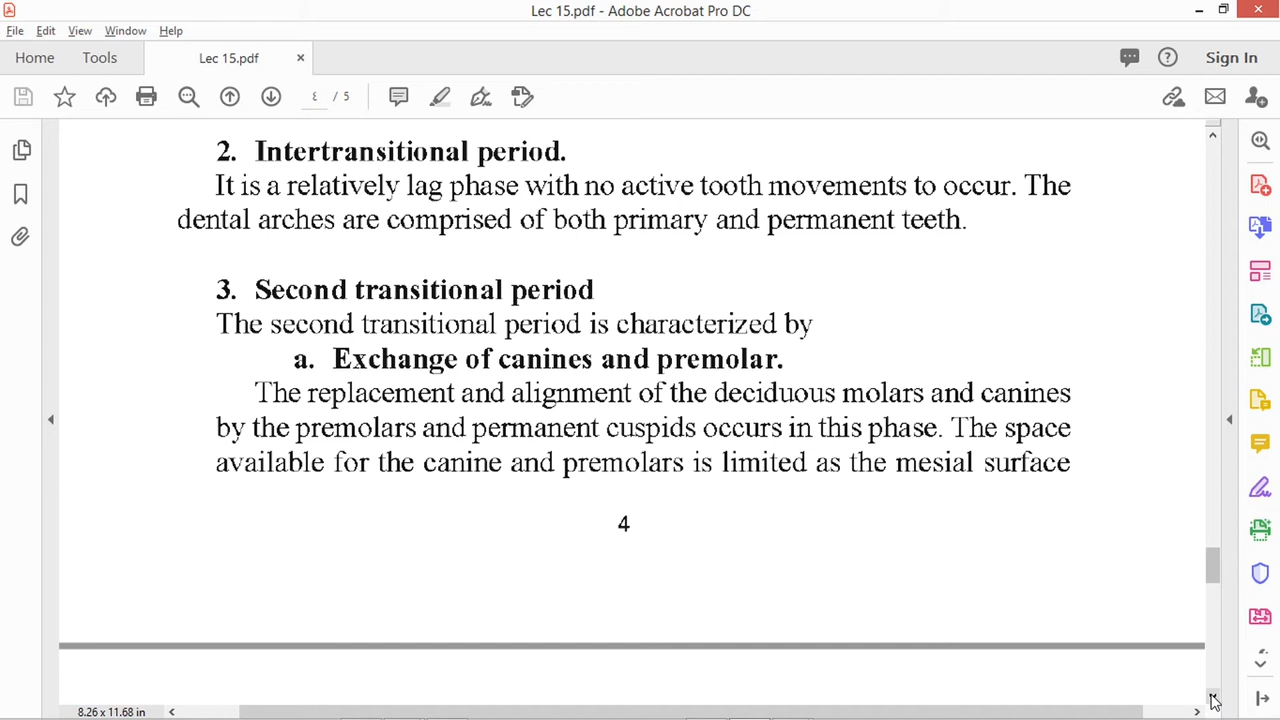 Lec 15.pdf - Adobe Acrobat Pro DC
File Edit View Window Help
Home Tools Lec 15.pdf × Sign In
٤ / 5
2. Intertransitional period.
It is a relatively lag phase with no active tooth movements to occur. The
dental arches are comprised of both primary and permanent teeth.
3. Second transitional period
The second transitional period is characterized by
a. Exchange of canines and premolar.
The replacement and alignment of the deciduous molars and canines
by the premolars and permanent cuspids occurs in this phase. The space
available for the canine and premolars is limited as the mesial surface
4
8.26 x 11.68 in